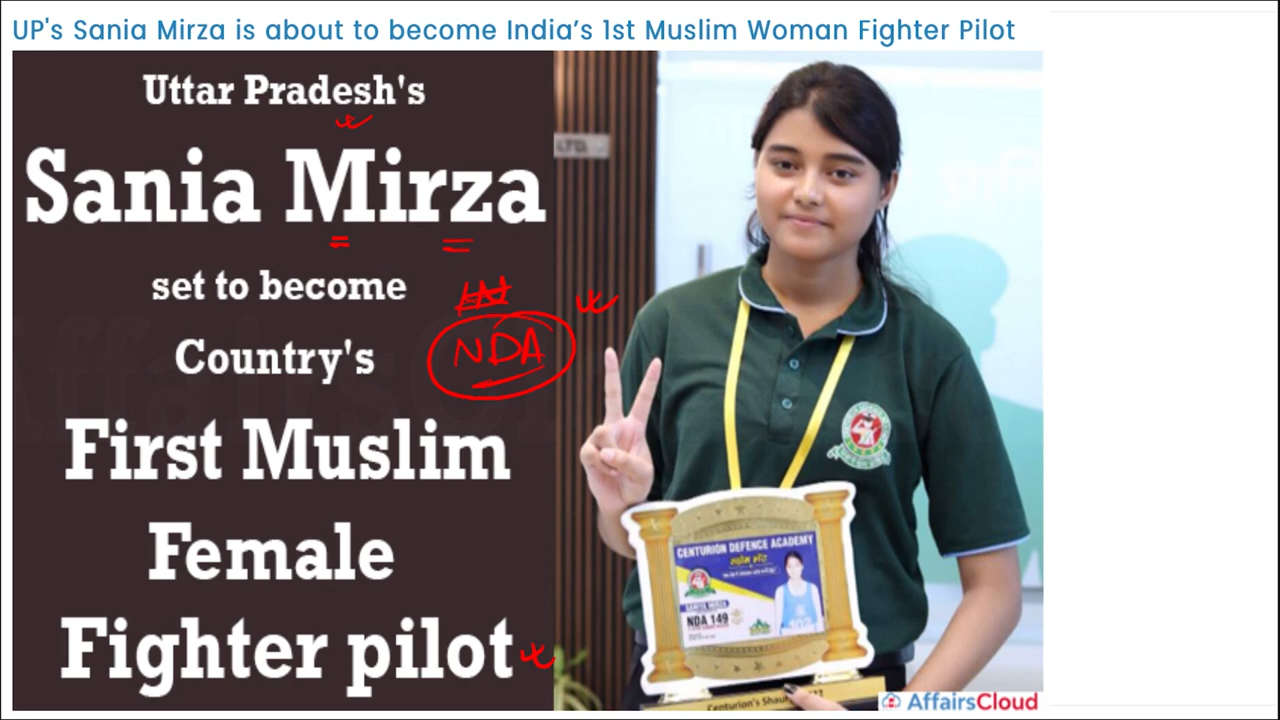 UP's Sania Mirza is about to become India's 1st Muslim Woman Fighter Pilot
Uttar Pradesh's
Sania Mirza
set to become
Country's
First Muslim
Female
Fighter pilot
NDA
LTD.
CENTURION DEFENCE ACADEMY
NDA 149
AffairsCloud